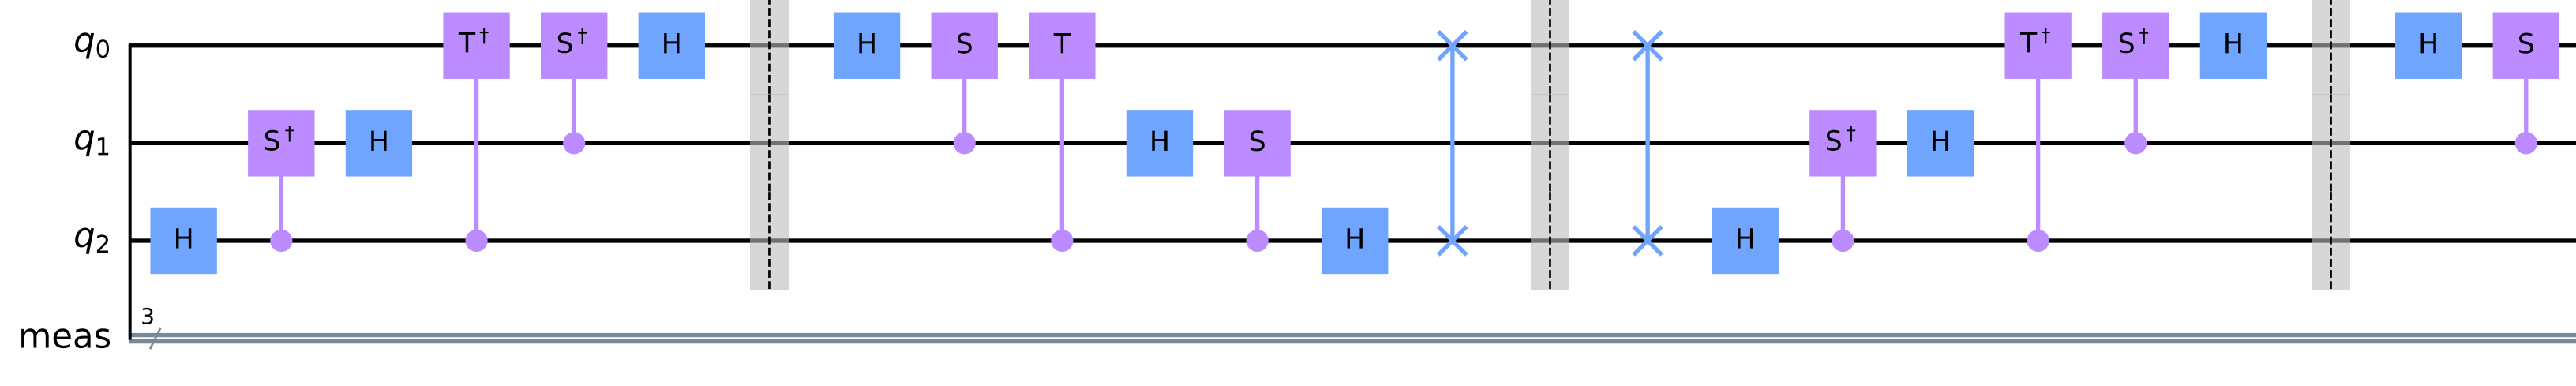 q0 T† S† H H S T T† S† H H S
q1 S† H H S S† H
q2 H H H
meas 3